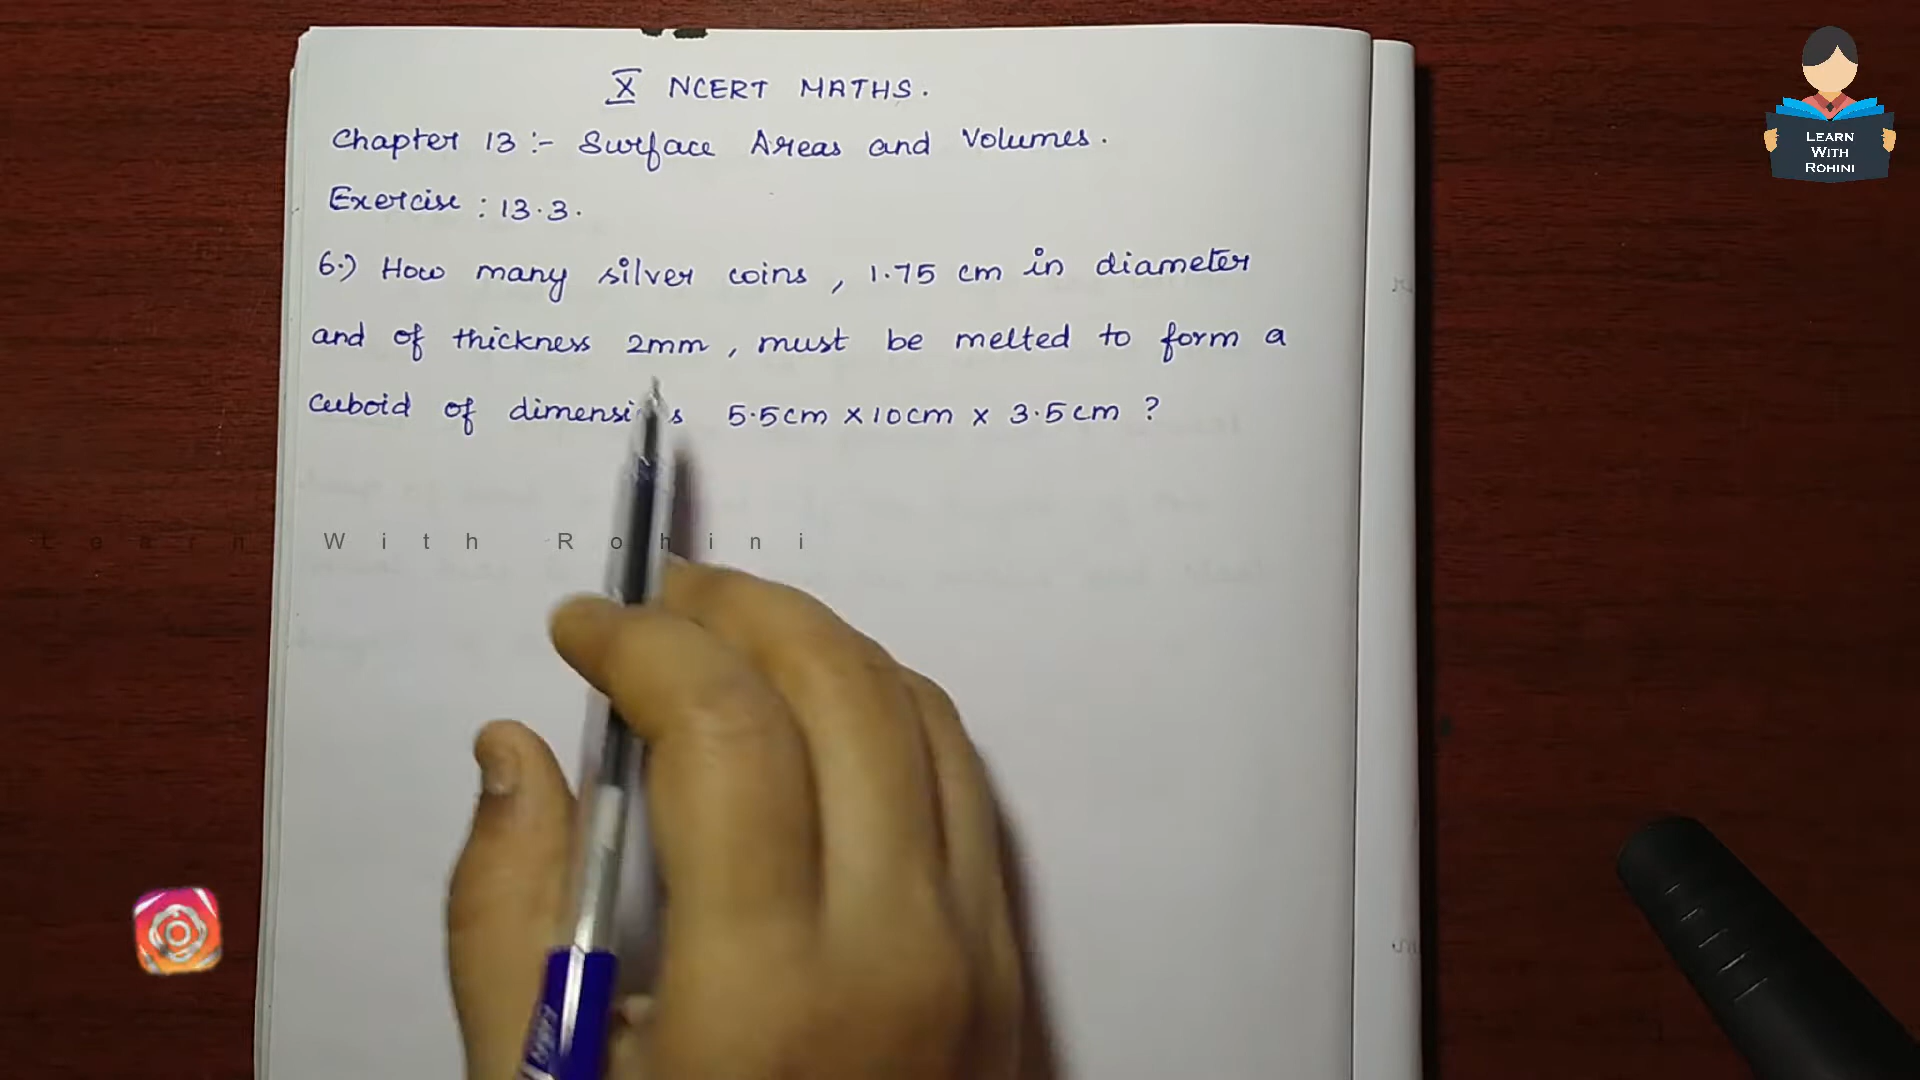 X NCERT MATHS.
Chapter 13 :- Surface Areas and Volumes.
Exercise : 13.3.
6.) How many silver coins, 1.75 cm in diameter
and of thickness 2mm, must be melted to form a
cuboid of dimensions 5.5cm x 10cm x 3.5cm ?
Learn With Rohini
LEARN
WITH
ROHINI